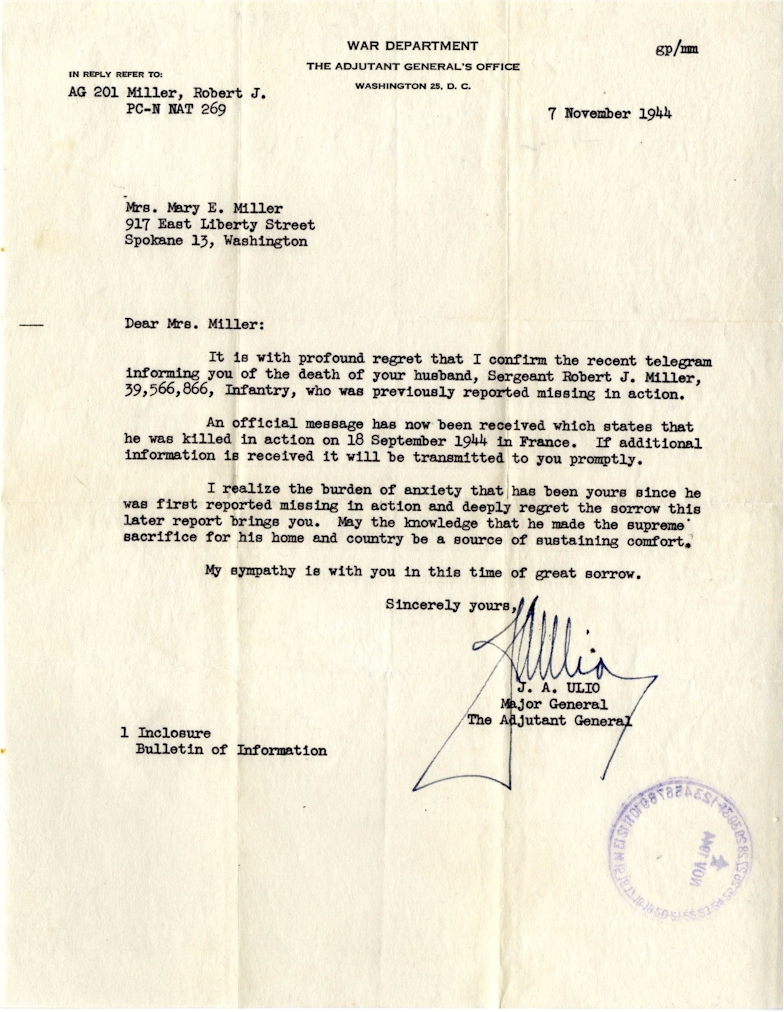 WAR DEPARTMENT
gp/mm
THE ADJUTANT GENERAL'S OFFICE
IN REPLY REFER TO:
WASHINGTON 25, D. C.
AG 201 Miller, Robert J.
PC-N NAT 269
7 November 1944
Mrs. Mary E. Miller
917 East Liberty Street
Spokane 13, Washington
Dear Mrs. Miller:
It is with profound regret that I confirm the recent telegram
informing you of the death of your husband, Sergeant Robert J. Miller,
39,566,866, Infantry, who was previously reported missing in action.
An official message has now been received which states that
he was killed in action on 18 September 1944 in France. If additional
information is received it will be transmitted to you promptly.
I realize the burden of anxiety that has been yours since he
was first reported missing in action and deeply regret the sorrow this
later report brings you. May the knowledge that he made the supreme
sacrifice for his home and country be a source of sustaining comfort.
My sympathy is with you in this time of great sorrow.
Sincerely yours,
J. A. ULIO
Major General
The Adjutant General
1 Inclosure
Bulletin of Information
NOV